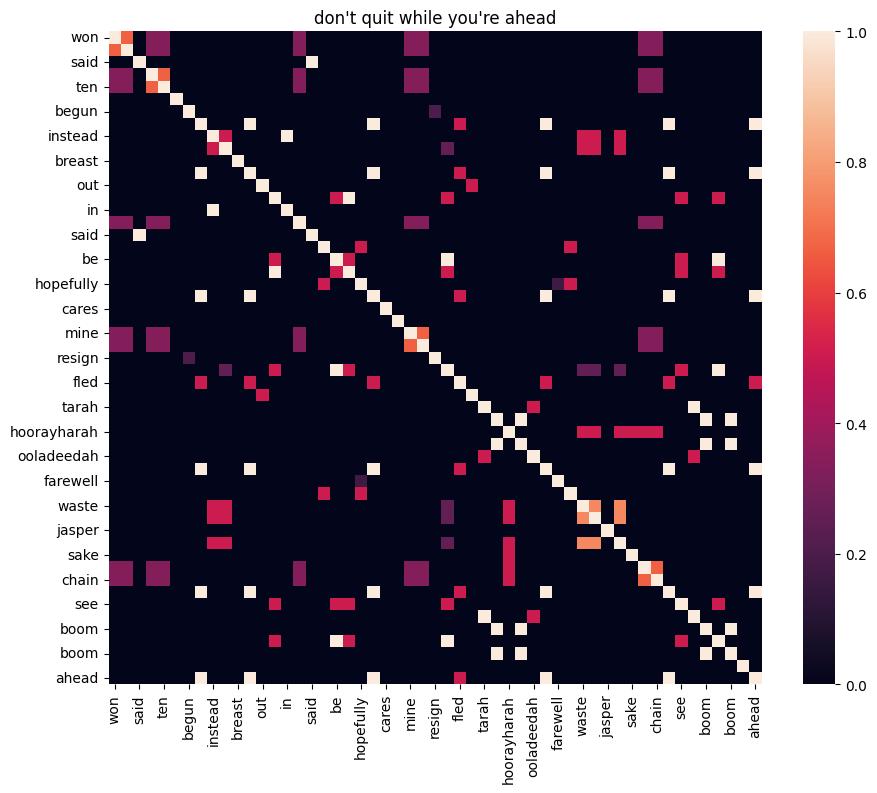 don't quit while you're ahead
won
said
ten
begun
instead
breast
out
in
said
be
hopefully
cares
mine
resign
fled
tarah
hoorayharah
ooladeedah
farewell
waste
jasper
sake
chain
see
boom
boom
ahead
won
said
ten
begun
instead
breast
out
in
said
be
hopefully
cares
mine
resign
fled
tarah
hoorayharah
ooladeedah
farewell
waste
jasper
sake
chain
see
boom
boom
ahead
1.0
0.8
0.6
0.4
0.2
0.0